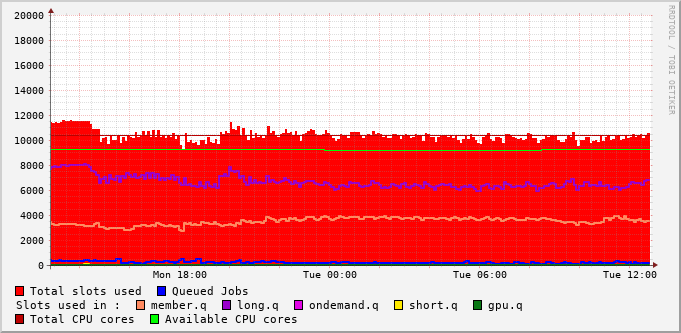 RRDTOOL / TOBI OETIKER
20000
18000
16000
14000
12000
10000
8000
6000
4000
2000
0
Mon 18:00 Tue 00:00 Tue 06:00 Tue 12:00
Total slots used Queued Jobs
Slots used in : member.q long.q ondemand.q short.q gpu.q
Total CPU cores Available CPU cores